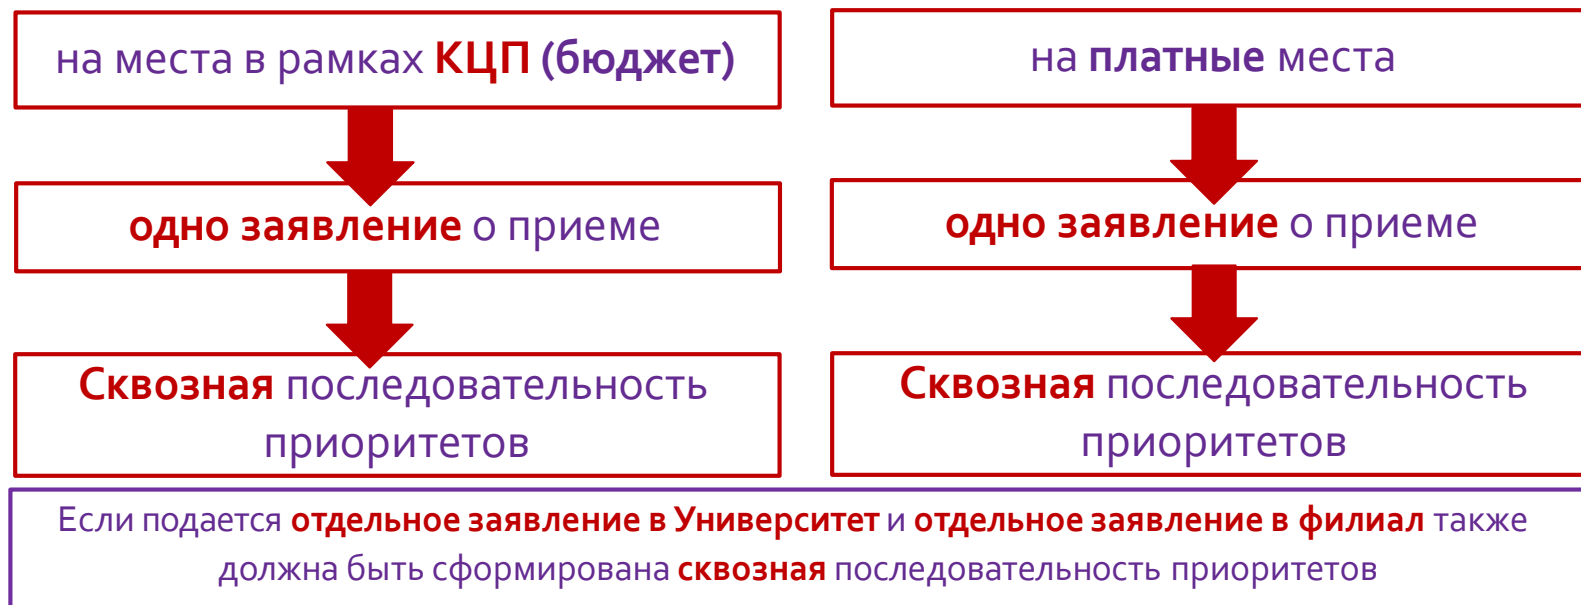 на места в рамках КЦП (бюджет)
на платные места
одно заявление о приеме
одно заявление о приеме
Сквозная последовательность
приоритетов
Сквозная последовательность
приоритетов
Если подается отдельное заявление в Университет и отдельное заявление в филиал также
должна быть сформирована сквозная последовательность приоритетов